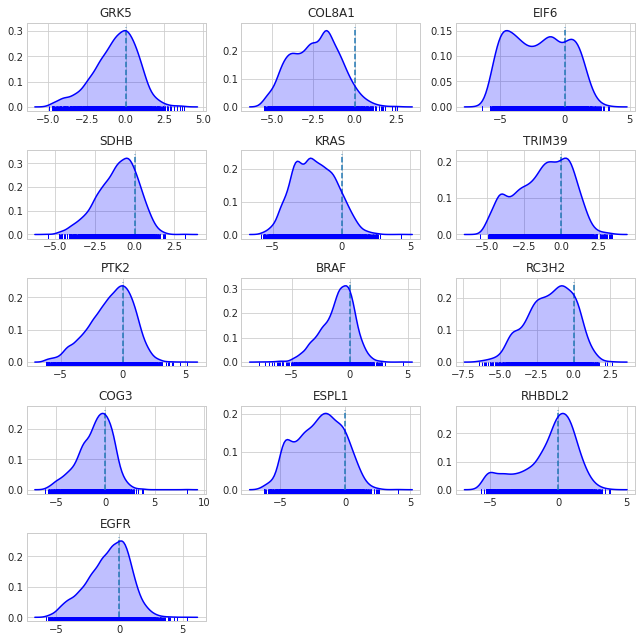 GRK5 COL8A1 EIF6
0.3 0.2 0.1 0.0
−5.0 −2.5 0.0 2.5 5.0
0.2 0.1 0.0
−5.0 −2.5 0.0 2.5
0.15 0.10 0.05 0.00
−5 0 5
SDHB KRAS TRIM39
0.3 0.2 0.1 0.0
−5.0 −2.5 0.0 2.5
0.2 0.1 0.0
−5 0 5
0.2 0.1 0.0
−5.0 −2.5 0.0 2.5
PTK2 BRAF RC3H2
0.2 0.1 0.0
−5 0 5
0.3 0.2 0.1 0.0
−5 0 5
0.2 0.1 0.0
−7.5 −5.0 −2.5 0.0 2.5
COG3 ESPL1 RHBDL2
0.2 0.1 0.0
−5 0 5 10
0.2 0.1 0.0
−5 0 5
0.2 0.1 0.0
−5 0 5
EGFR
0.3 0.2 0.1 0.0
−5 0 5